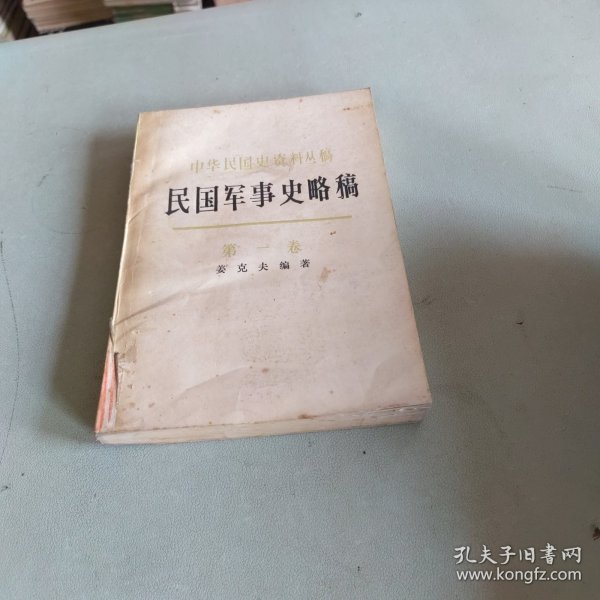 中华民国史资料丛稿
民国军事史略稿
第一卷
姜克夫编著
孔夫子旧书网
www.kongfz.com